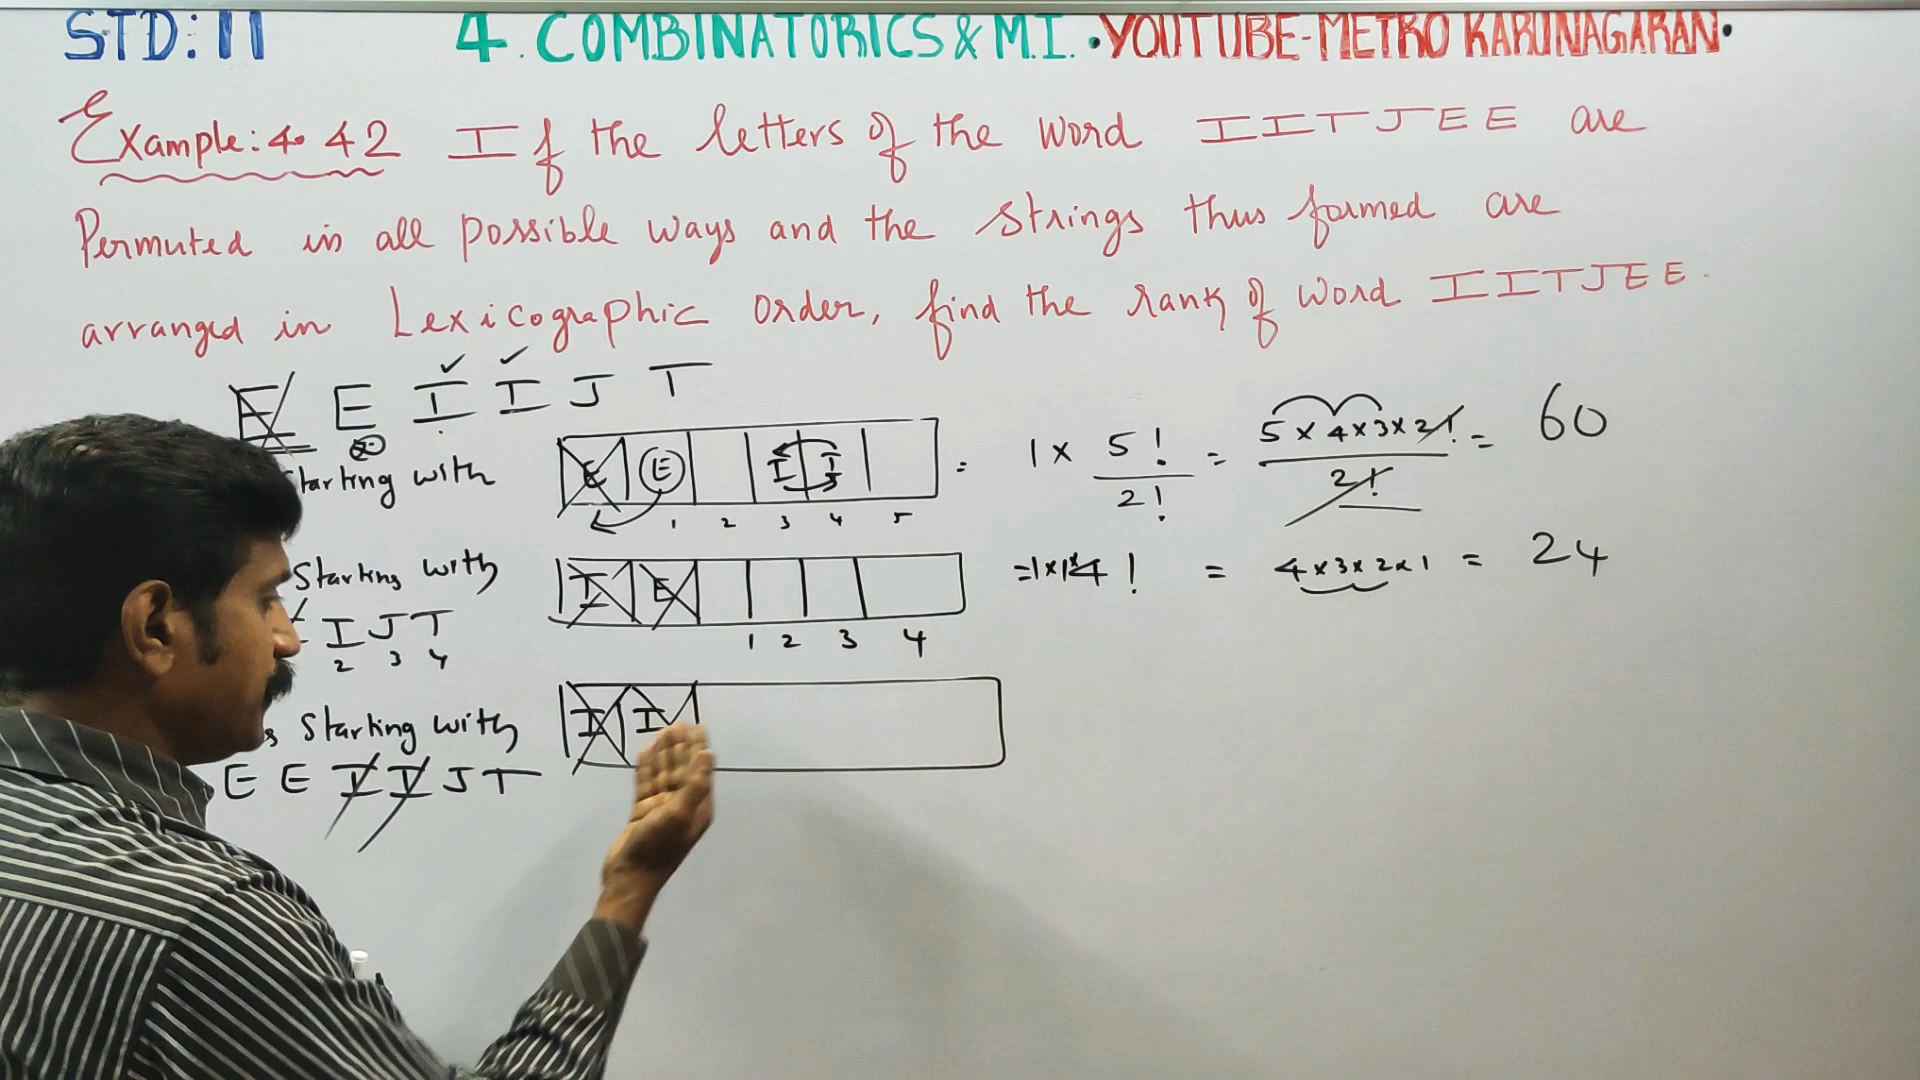 STD: 11 4. COMBINATORICS & M.I. • YOUTUBE-METRO KARUNAGARAN •
Example: 4.42 If the letters of the word IITJEE are
Permuted in all possible ways and the strings thus formed are
arranged in Lexicographic order, find the rank of word IITJEE.
E E I I J T
Starting with E E I I = 1 x 5! / 2! = 5 x 4 x 3 x 2! / 2! = 60
1 2 3 4 5
Starting with I E = 1 x 1 x 4! = 4 x 3 x 2 x 1 = 24
I J T 1 2 3 4
2 3 4
s Starting with I I
E E I I J T